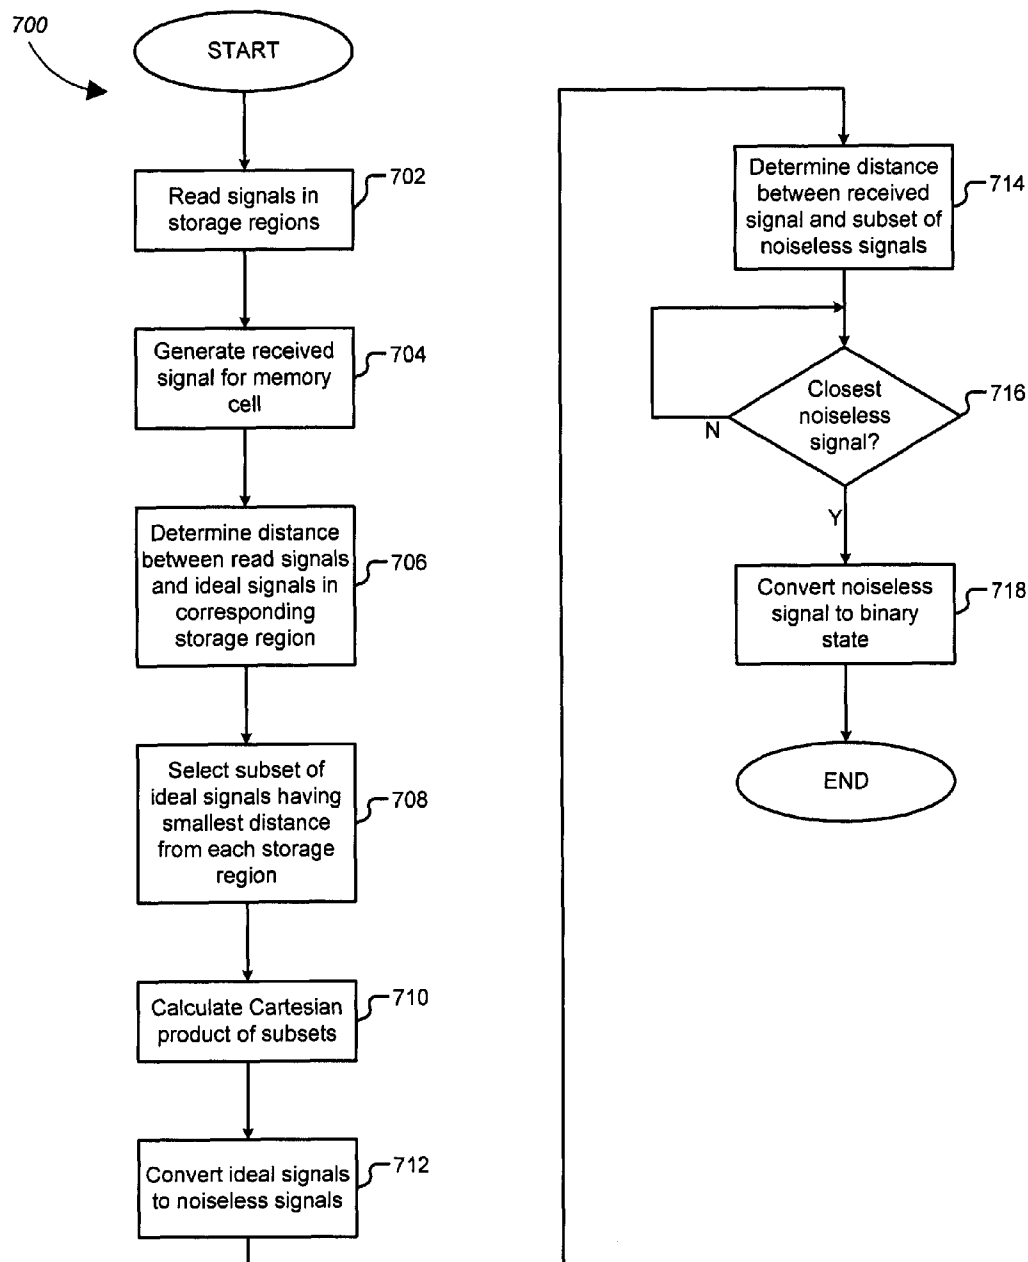 700
START
Read signals in
storage regions
702
Generate received
signal for memory
cell
704
Determine distance
between read signals
and ideal signals in
corresponding
storage region
706
Select subset of
ideal signals having
smallest distance
from each storage
region
708
Calculate Cartesian
product of subsets
710
Convert ideal signals
to noiseless signals
712
Determine distance
between received
signal and subset of
noiseless signals
714
Closest
noiseless
signal?
716
N
Y
Convert noiseless
signal to binary
state
718
END